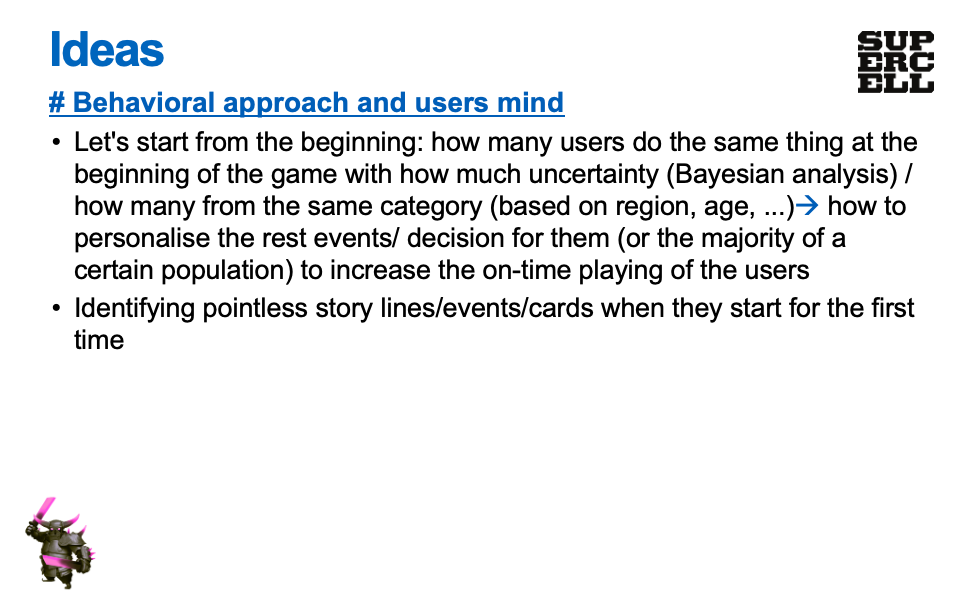 Ideas
SUP
ERC
ELL
# Behavioral approach and users mind
• Let's start from the beginning: how many users do the same thing at the
beginning of the game with how much uncertainty (Bayesian analysis) /
how many from the same category (based on region, age, ...)→ how to
personalise the rest events/ decision for them (or the majority of a
certain population) to increase the on-time playing of the users
• Identifying pointless story lines/events/cards when they start for the first
time